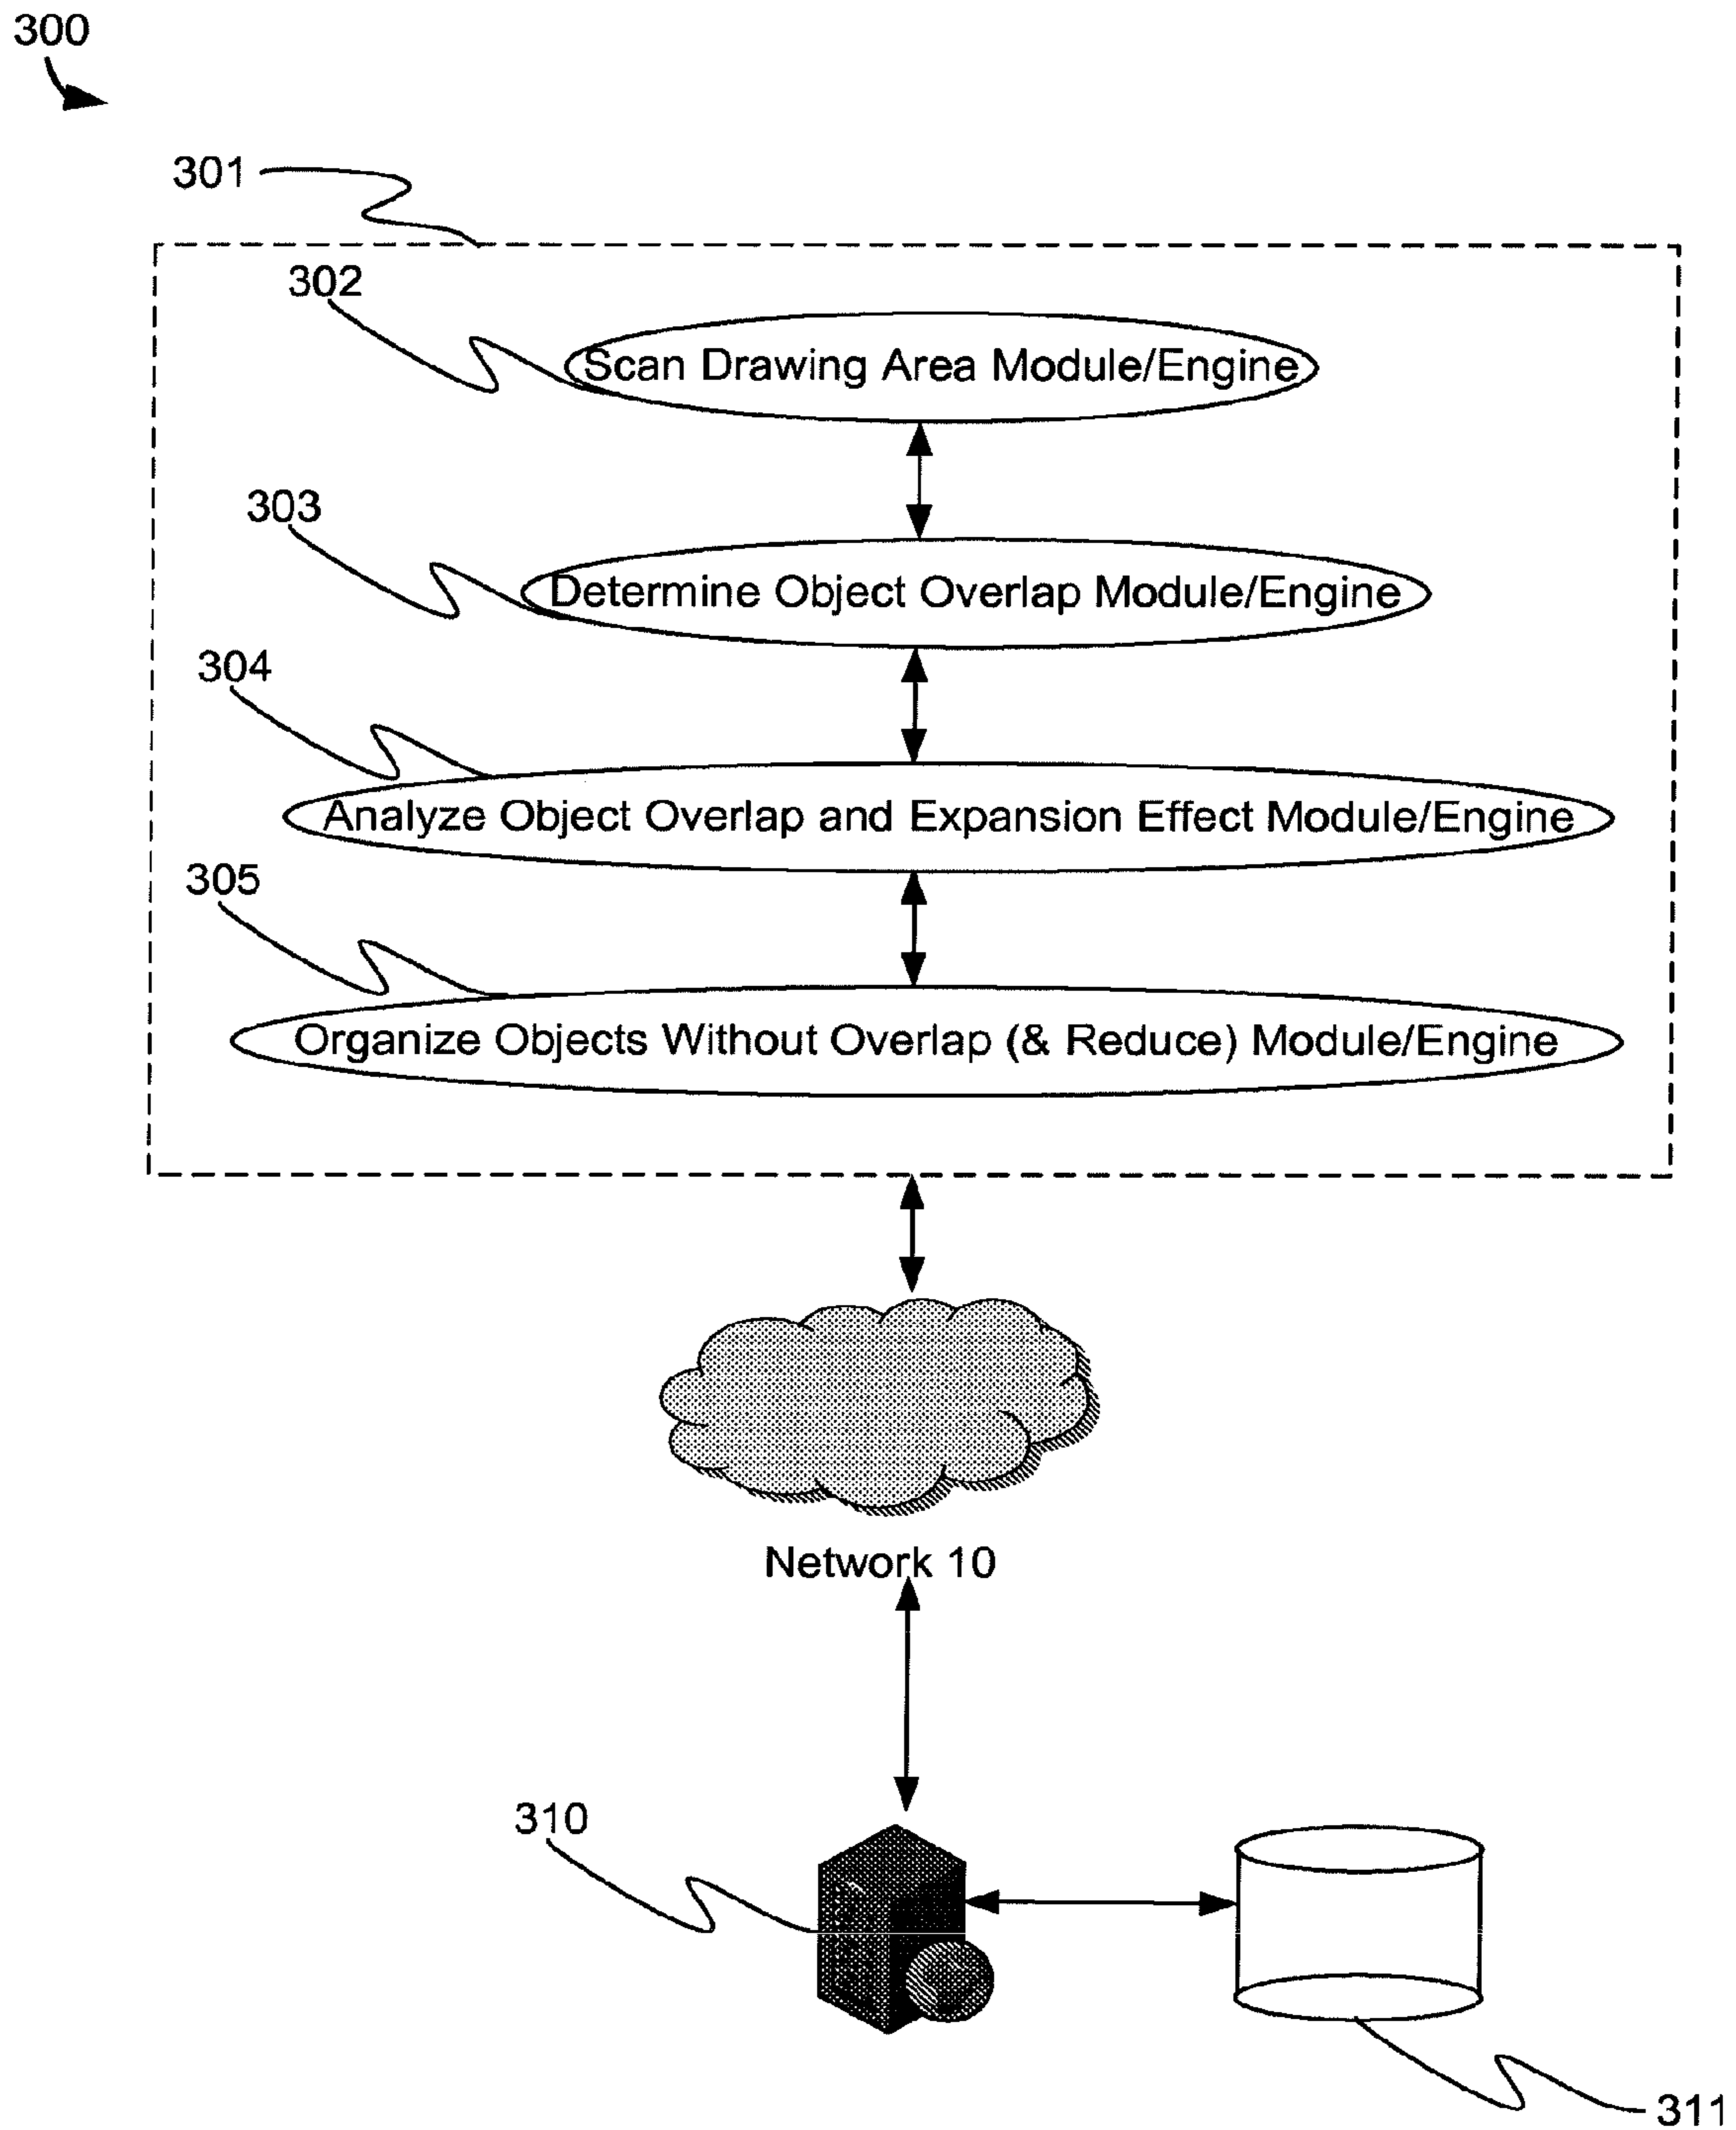 300
301
302
Scan Drawing Area Module/Engine
303
Determine Object Overlap Module/Engine
304
Analyze Object Overlap and Expansion Effect Module/Engine
305
Organize Objects Without Overlap (& Reduce) Module/Engine
Network 10
310
311